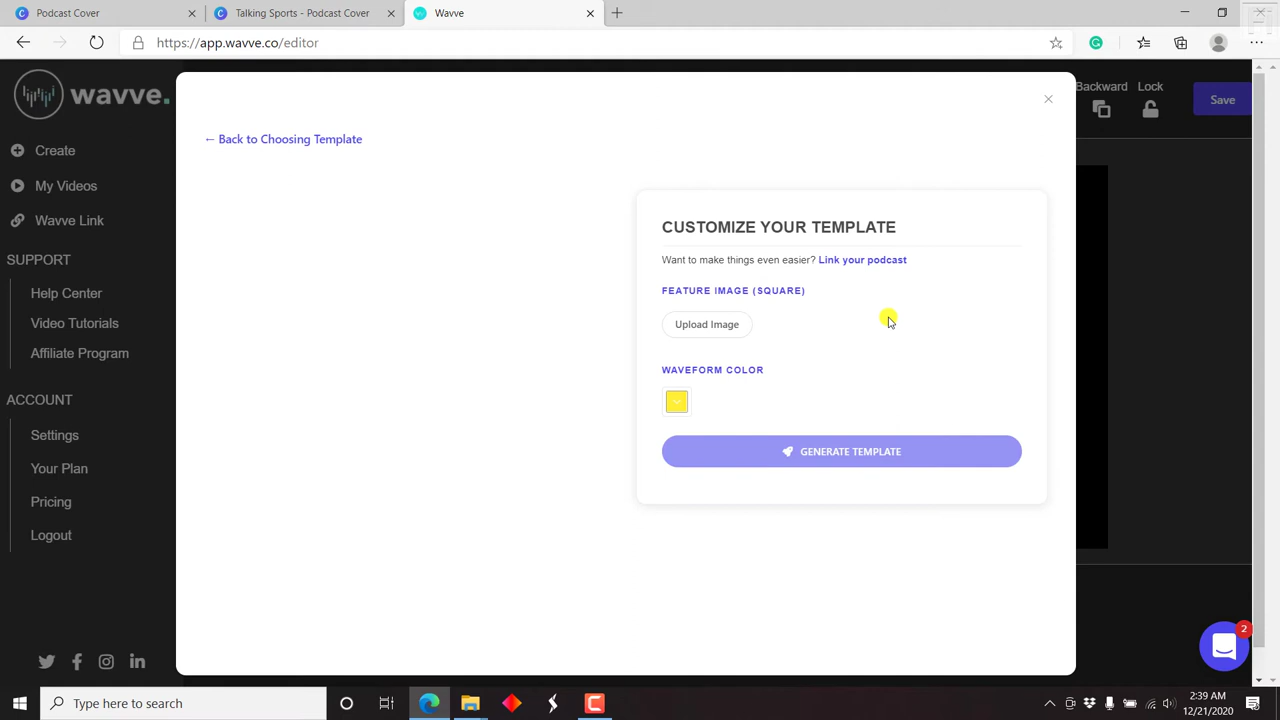 Podcast Cover
Talking Sports - Podcast Cover
Wavve
https://app.wavve.co/editor
wavve.
Backward
Lock
Save
← Back to Choosing Template
Create
My Videos
Wavve Link
SUPPORT
Help Center
Video Tutorials
Affiliate Program
ACCOUNT
Settings
Your Plan
Pricing
Logout
CUSTOMIZE YOUR TEMPLATE
Want to make things even easier? Link your podcast
FEATURE IMAGE (SQUARE)
Upload Image
WAVEFORM COLOR
GENERATE TEMPLATE
2
Type here to search
2:39 AM
12/21/2020